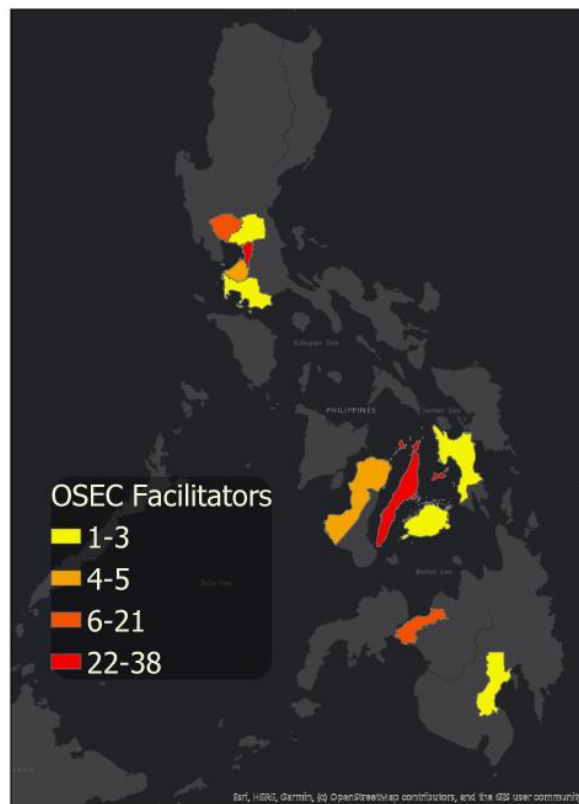 Sibuyan Sea
PHILIPPINES
Samar Sea
OSEC Facilitators
1-3
4-5
6-21
22-38
Bohol Sea
Sulu Sea
Esri, HERE, Garmin, (c) OpenStreetMap contributors, and the GIS user communit